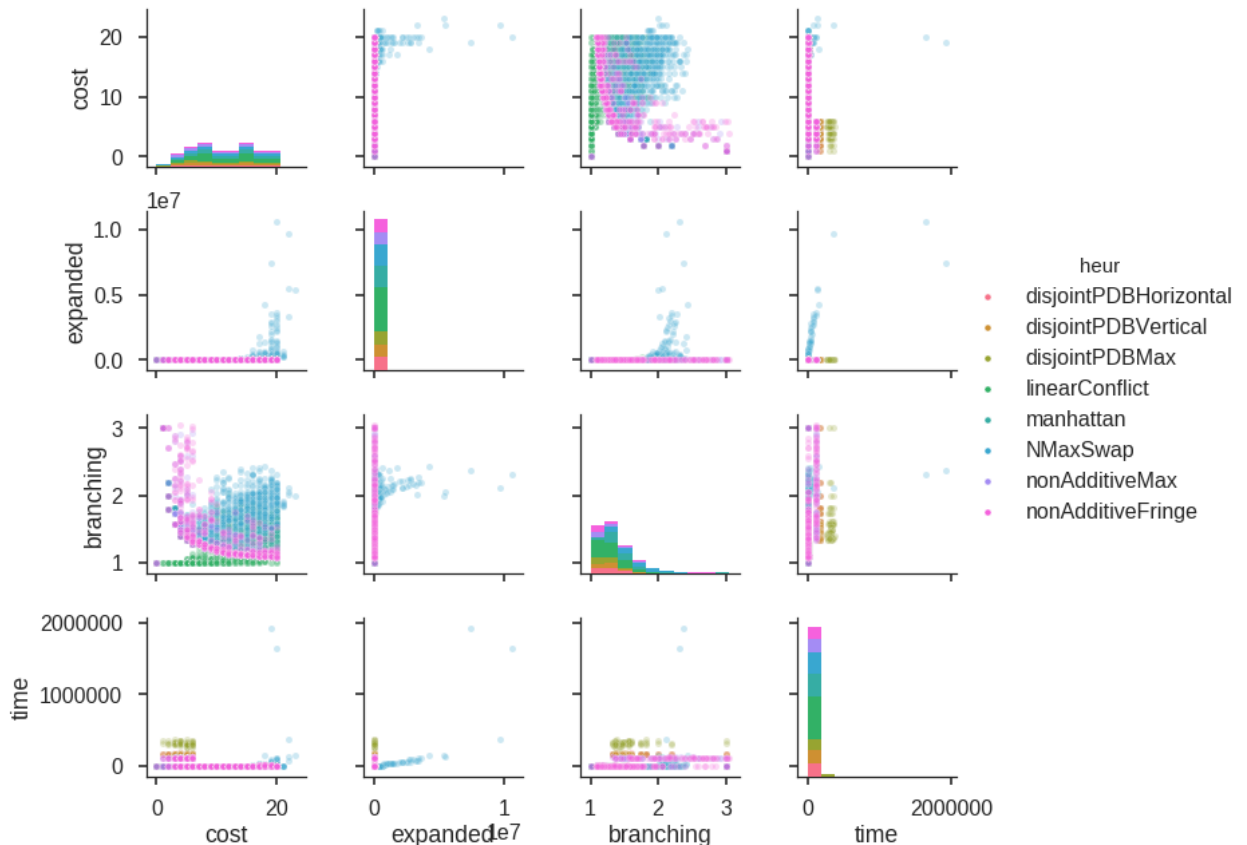 20
10
0
cost
1e7
1.0
0.5
0.0
expanded
3
2
1
branching
2000000
1000000
0
time
0 20
cost
0 1
1e7
expanded
1 2 3
branching
0 2000000
time
heur
disjointPDBHorizontal
disjointPDBVertical
disjointPDBMax
linearConflict
manhattan
NMaxSwap
nonAdditiveMax
nonAdditiveFringe